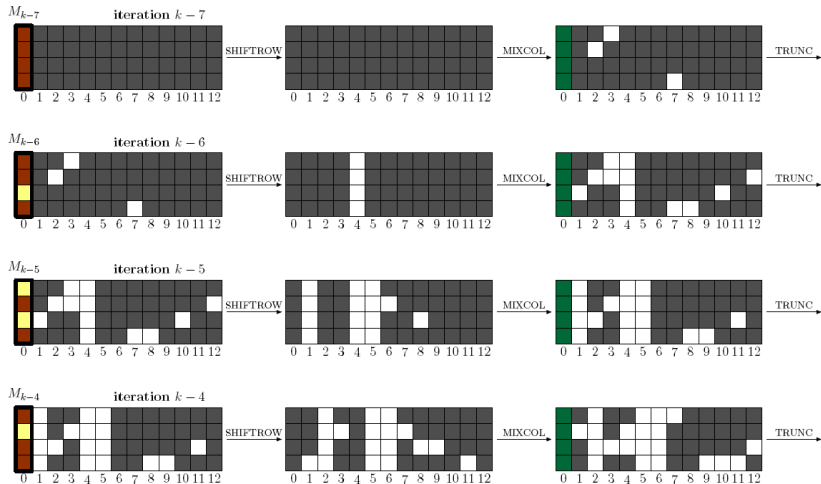 M_{k−7} iteration k − 7
SHIFTROW MIXCOL TRUNC
0 1 2 3 4 5 6 7 8 9 10 11 12 0 1 2 3 4 5 6 7 8 9 10 11 12 0 1 2 3 4 5 6 7 8 9 10 11 12
M_{k−6} iteration k − 6
SHIFTROW MIXCOL TRUNC
0 1 2 3 4 5 6 7 8 9 10 11 12 0 1 2 3 4 5 6 7 8 9 10 11 12 0 1 2 3 4 5 6 7 8 9 10 11 12
M_{k−5} iteration k − 5
SHIFTROW MIXCOL TRUNC
0 1 2 3 4 5 6 7 8 9 10 11 12 0 1 2 3 4 5 6 7 8 9 10 11 12 0 1 2 3 4 5 6 7 8 9 10 11 12
M_{k−4} iteration k − 4
SHIFTROW MIXCOL TRUNC
0 1 2 3 4 5 6 7 8 9 10 11 12 0 1 2 3 4 5 6 7 8 9 10 11 12 0 1 2 3 4 5 6 7 8 9 10 11 12